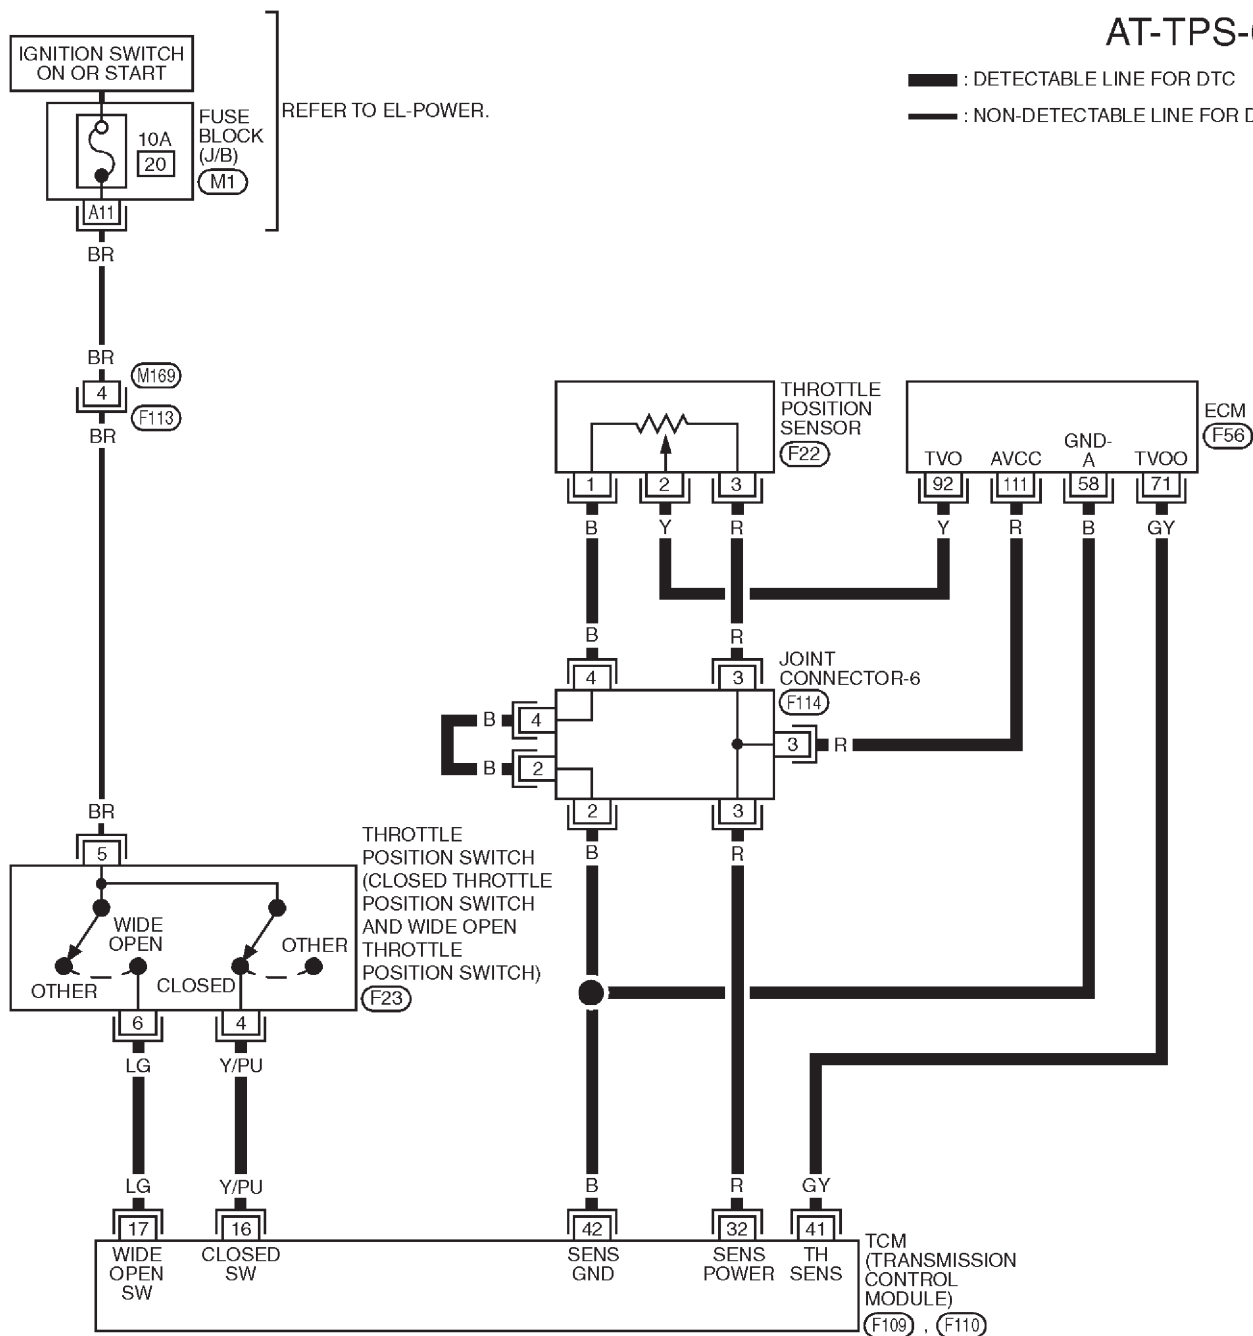 AT-TPS-
IGNITION SWITCH
ON OR START
: DETECTABLE LINE FOR DTC
: NON-DETECTABLE LINE FOR D
REFER TO EL-POWER.
10A
20
FUSE
BLOCK
(J/B)
M1
A11
BR
BR
4
M169
F113
BR
THROTTLE
POSITION
SENSOR
F22
ECM
F56
TVO
AVCC
GND-
A
TVOO
1
2
3
92
111
58
71
B
Y
R
Y
R
B
GY
B
R
4
3
JOINT
CONNECTOR-6
F114
B
4
B
2
3
R
2
3
B
R
BR
5
THROTTLE
POSITION SWITCH
(CLOSED THROTTLE
POSITION SWITCH
AND WIDE OPEN
THROTTLE
POSITION SWITCH)
F23
WIDE
OPEN
OTHER
OTHER
CLOSED
6
4
LG
Y/PU
LG
Y/PU
B
R
GY
17
16
42
32
41
WIDE
OPEN
SW
CLOSED
SW
SENS
GND
SENS
POWER
TH
SENS
TCM
(TRANSMISSION
CONTROL
MODULE)
F109 , F110